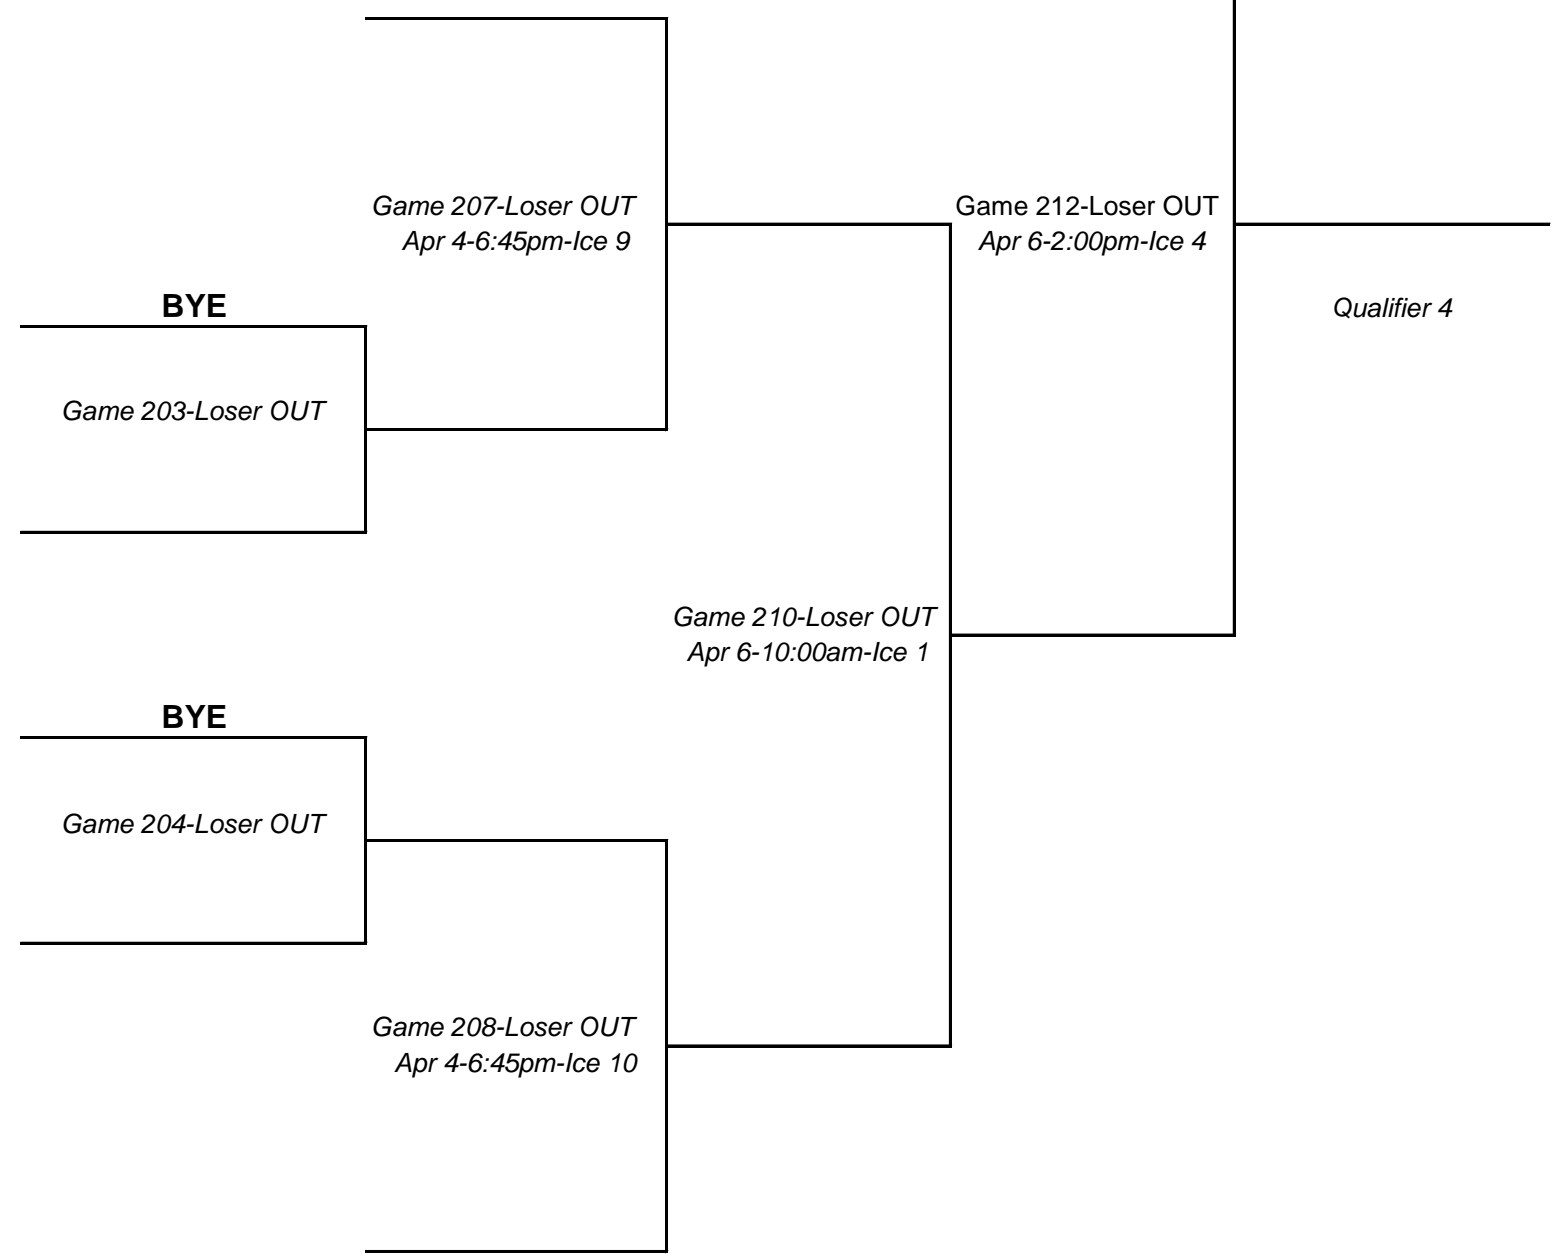 Game 207-Loser OUT
Apr 4-6:45pm-Ice 9
Game 212-Loser OUT
Apr 6-2:00pm-Ice 4
BYE
Qualifier 4
Game 203-Loser OUT
Game 210-Loser OUT
Apr 6-10:00am-Ice 1
BYE
Game 204-Loser OUT
Game 208-Loser OUT
Apr 4-6:45pm-Ice 10